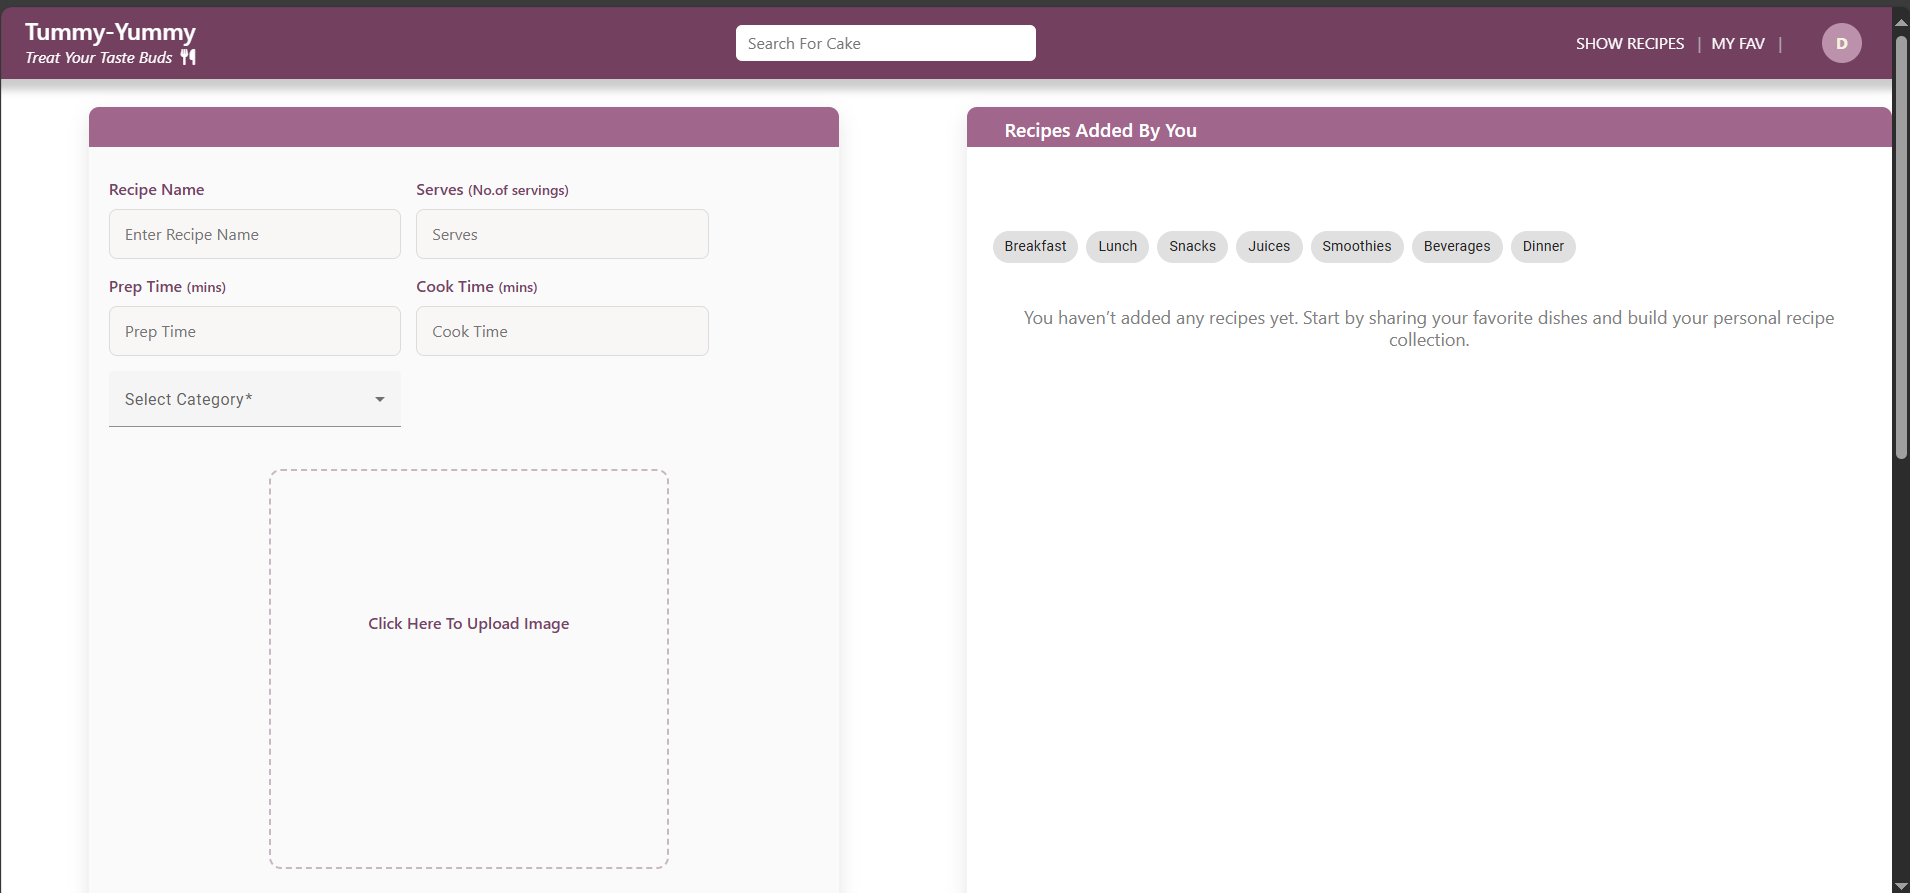 Tummy-Yummy
Treat Your Taste Buds
Search For Cake
SHOW RECIPES | MY FAV |
D
Recipe Name
Serves (No.of servings)
Enter Recipe Name
Serves
Prep Time (mins)
Cook Time (mins)
Prep Time
Cook Time
Select Category*
Click Here To Upload Image
Recipes Added By You
Breakfast Lunch Snacks Juices Smoothies Beverages Dinner
You haven’t added any recipes yet. Start by sharing your favorite dishes and build your personal recipe
collection.